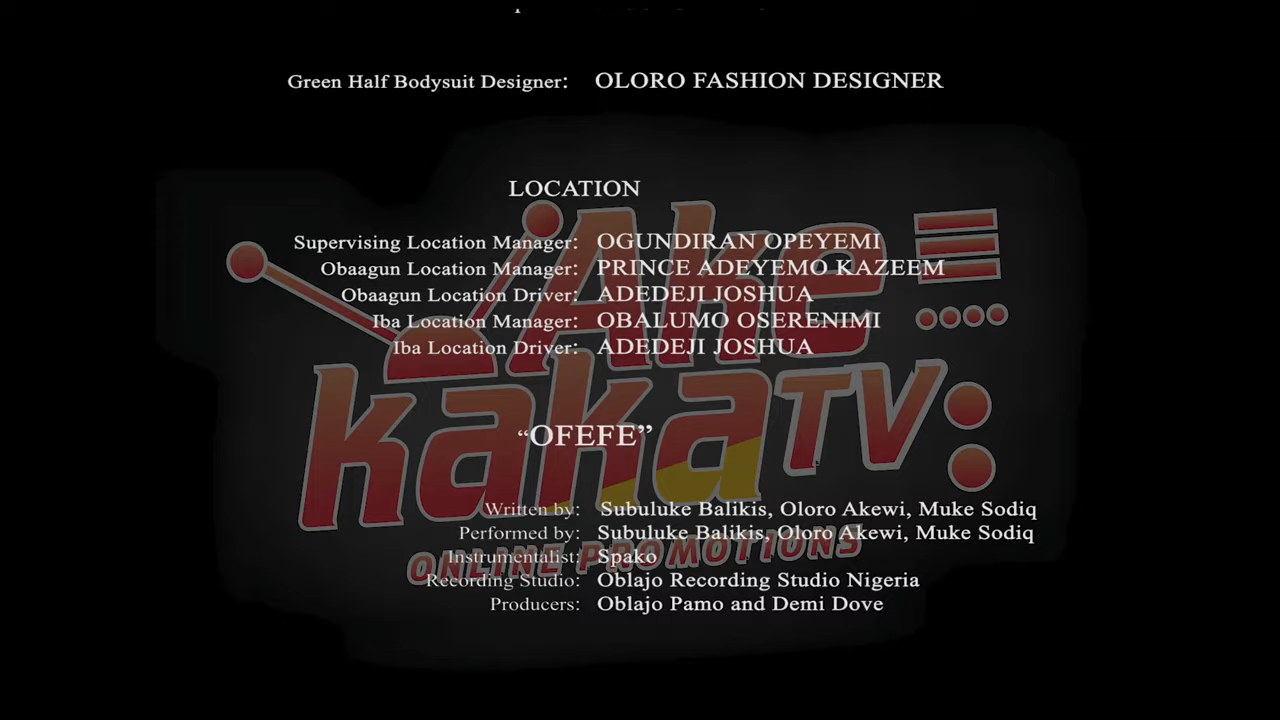 Green Half Bodysuit Designer: OLORO FASHION DESIGNER
LOCATION
Supervising Location Manager: OGUNDIRAN OPEYEMI
Obaagun Location Manager: PRINCE ADEYEMO KAZEEM
Obaagun Location Driver: ADEDEJI JOSHUA
Iba Location Manager: OBALUMO OSERENIMI
Iba Location Driver: ADEDEJI JOSHUA
“OFEFE”
Written by: Subuluke Balikis, Oloro Akewi, Muke Sodiq
Performed by: Subuluke Balikis, Oloro Akewi, Muke Sodiq
Instrumentalist: Spako
Recording Studio: Oblajo Recording Studio Nigeria
Producers: Oblajo Pamo and Demi Dove
Ake
kaka TV
ONLINE PROMOTIONS